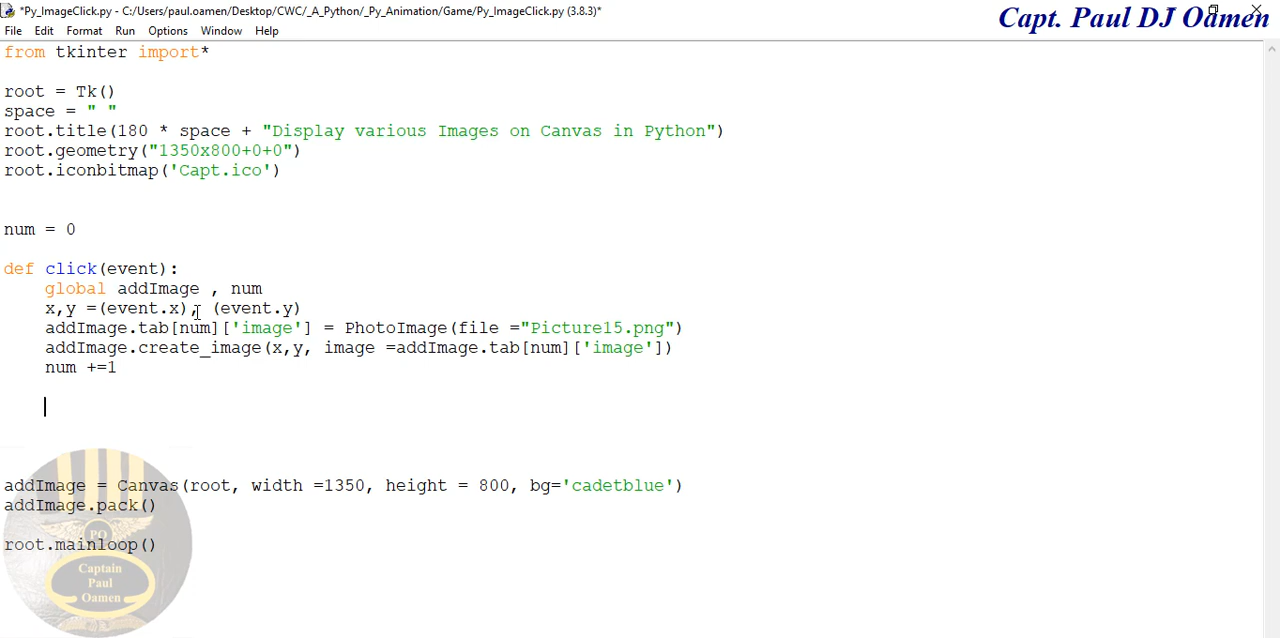 *Py_ImageClick.py - C:/Users/paul.oamen/Desktop/CWC/_A_Python/_Py_Animation/Game/Py_ImageClick.py (3.8.3)*
Capt. Paul DJ Oamen
File Edit Format Run Options Window Help
from tkinter import*
root = Tk()
space = " "
root.title(180 * space + "Display various Images on Canvas in Python")
root.geometry("1350x800+0+0")
root.iconbitmap('Capt.ico')
num = 0
def click(event):
global addImage , num
x,y =(event.x), (event.y)
addImage.tab[num]['image'] = PhotoImage(file ="Picture15.png")
addImage.create_image(x,y, image =addImage.tab[num]['image'])
num +=1
addImage = Canvas(root, width =1350, height = 800, bg='cadetblue')
addImage.pack()
root.mainloop()
PO
Captain
Paul
Oamen